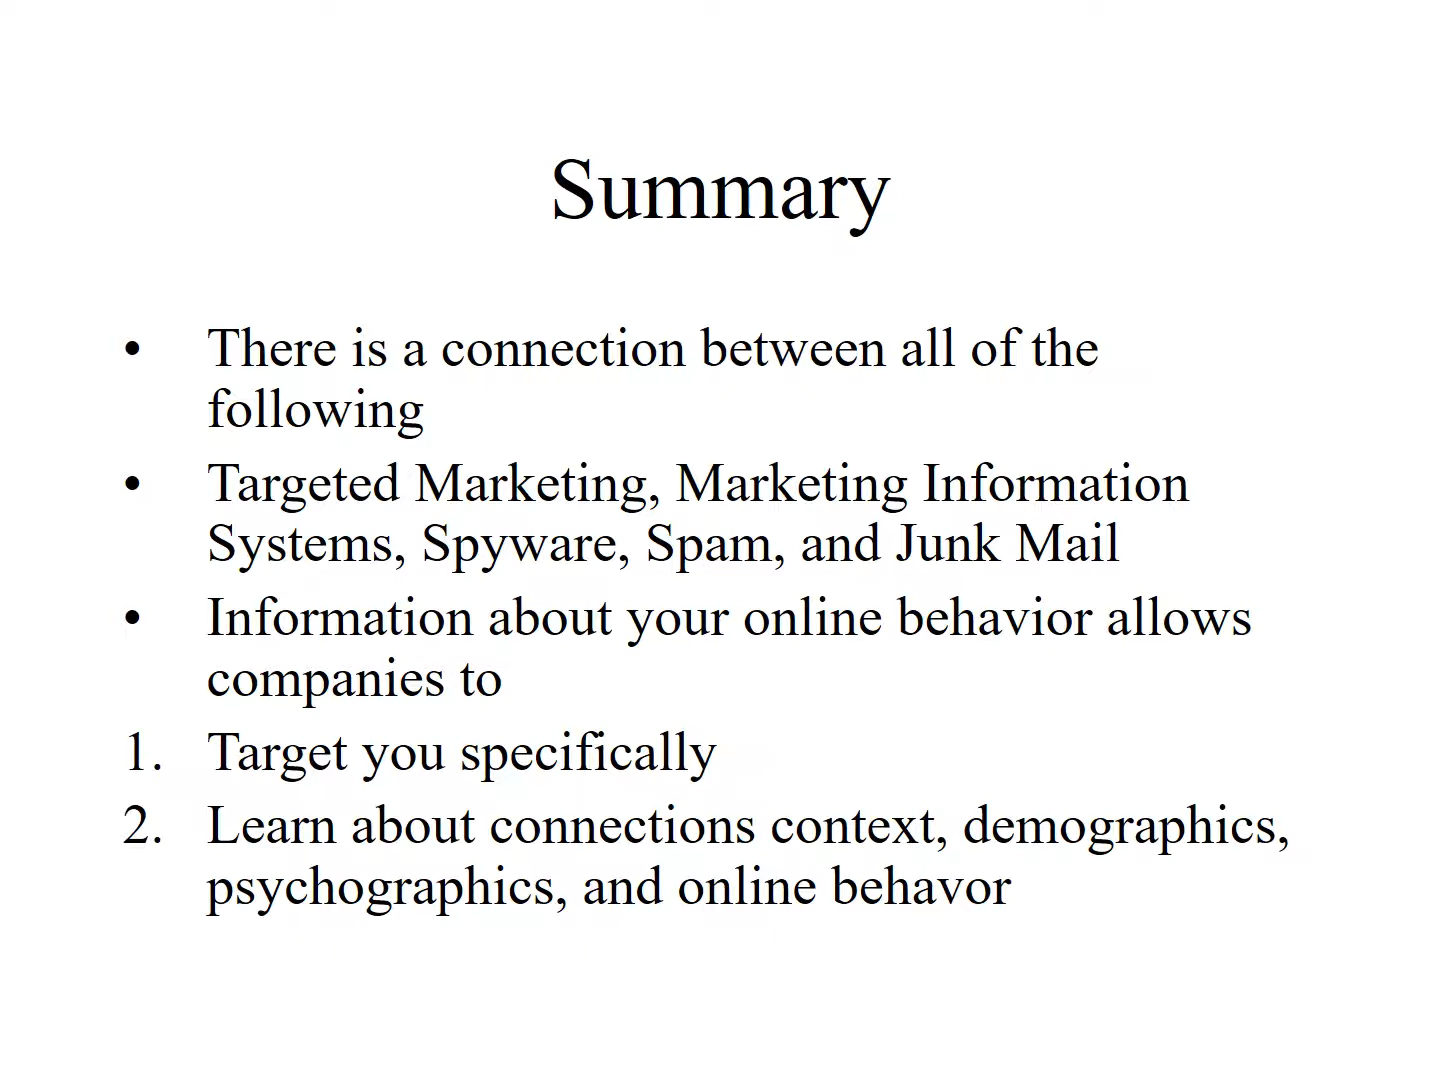 Summary
• There is a connection between all of the
following
• Targeted Marketing, Marketing Information
Systems, Spyware, Spam, and Junk Mail
• Information about your online behavior allows
companies to
1. Target you specifically
2. Learn about connections context, demographics,
psychographics, and online behavor